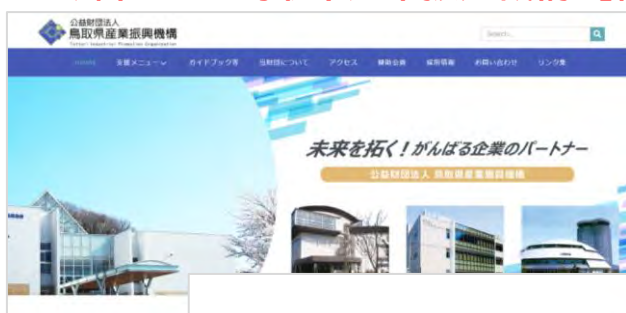 公益財団法人
鳥取県産業振興機構
Tottori Industrial Promotion Organization
Search...
HOME 支援メニュー ガイドブック等 当財団について アクセス 賛助会員 採用情報 お問い合わせ リンク集
未来を拓く！がんばる企業のパートナー
公益財団法人 鳥取県産業振興機構